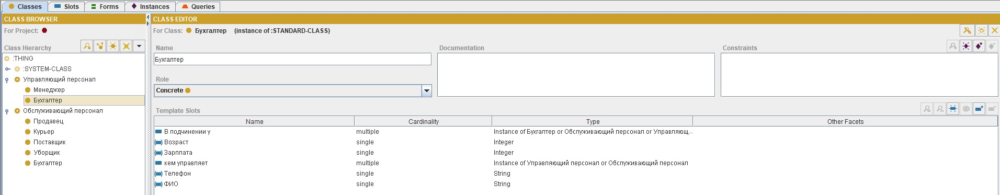 Classes Slots Forms Instances Queries
CLASS BROWSER
For Project:
Class Hierarchy
:THING
:SYSTEM-CLASS
Управляющий персонал
Менеджер
Бухгалтер
Обслуживающий персонал
Продавец
Курьер
Поставщик
Уборщик
Бухгалтер
CLASS EDITOR
For Class: Бухгалтер (instance of :STANDARD-CLASS)
Name Documentation Constraints
Бухгалтер
Role
Concrete
Template Slots
Name Cardinality Type Other Facets
В подчинении у multiple Instance of Бухгалтер or Обслуживающий персонал or Управляющ...
Возраст single Integer
Зарплата single Integer
кем управляет multiple Instance of Управляющий персонал or Обслуживающий персонал
Телефон single String
ФИО single String